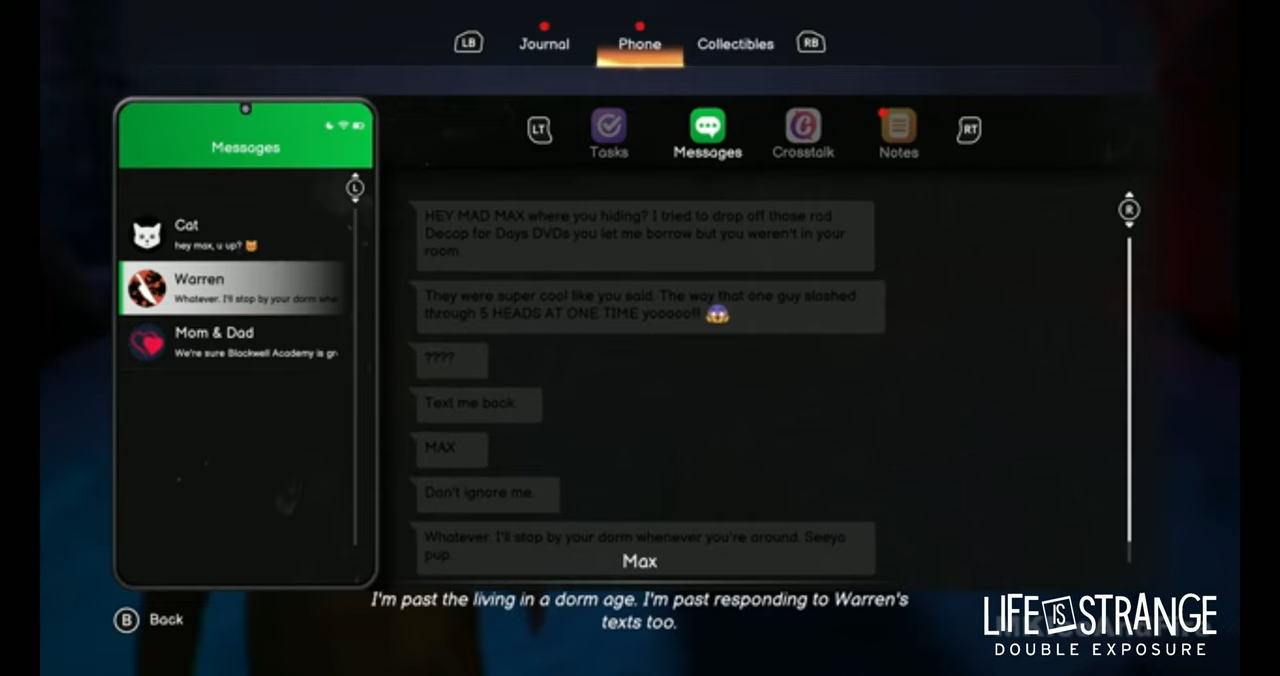 LB Journal Phone Collectibles RB
Messages
LT RT
Tasks Messages Crosstalk Notes
L
R
Cat
hey max, u up?
Warren
Whatever. I'll stop by your dorm whe
Mom & Dad
We're sure Blackwell Academy is gr
HEY MAD MAX where you hiding? I tried to drop off those rad
Decap for Days DVDs you let me borrow but you weren't in your
room.
They were super cool like you said. The way that one guy slashed
through 5 HEADS AT ONE TIME yooooo!!
????
Text me back.
MAX
Don't ignore me.
Whatever. I'll stop by your dorm whenever you're around. Seeya
pup.
Max
I'm past the living in a dorm age. I'm past responding to Warren's
texts too.
B Back
LIFE IS STRANGE
DOUBLE EXPOSURE